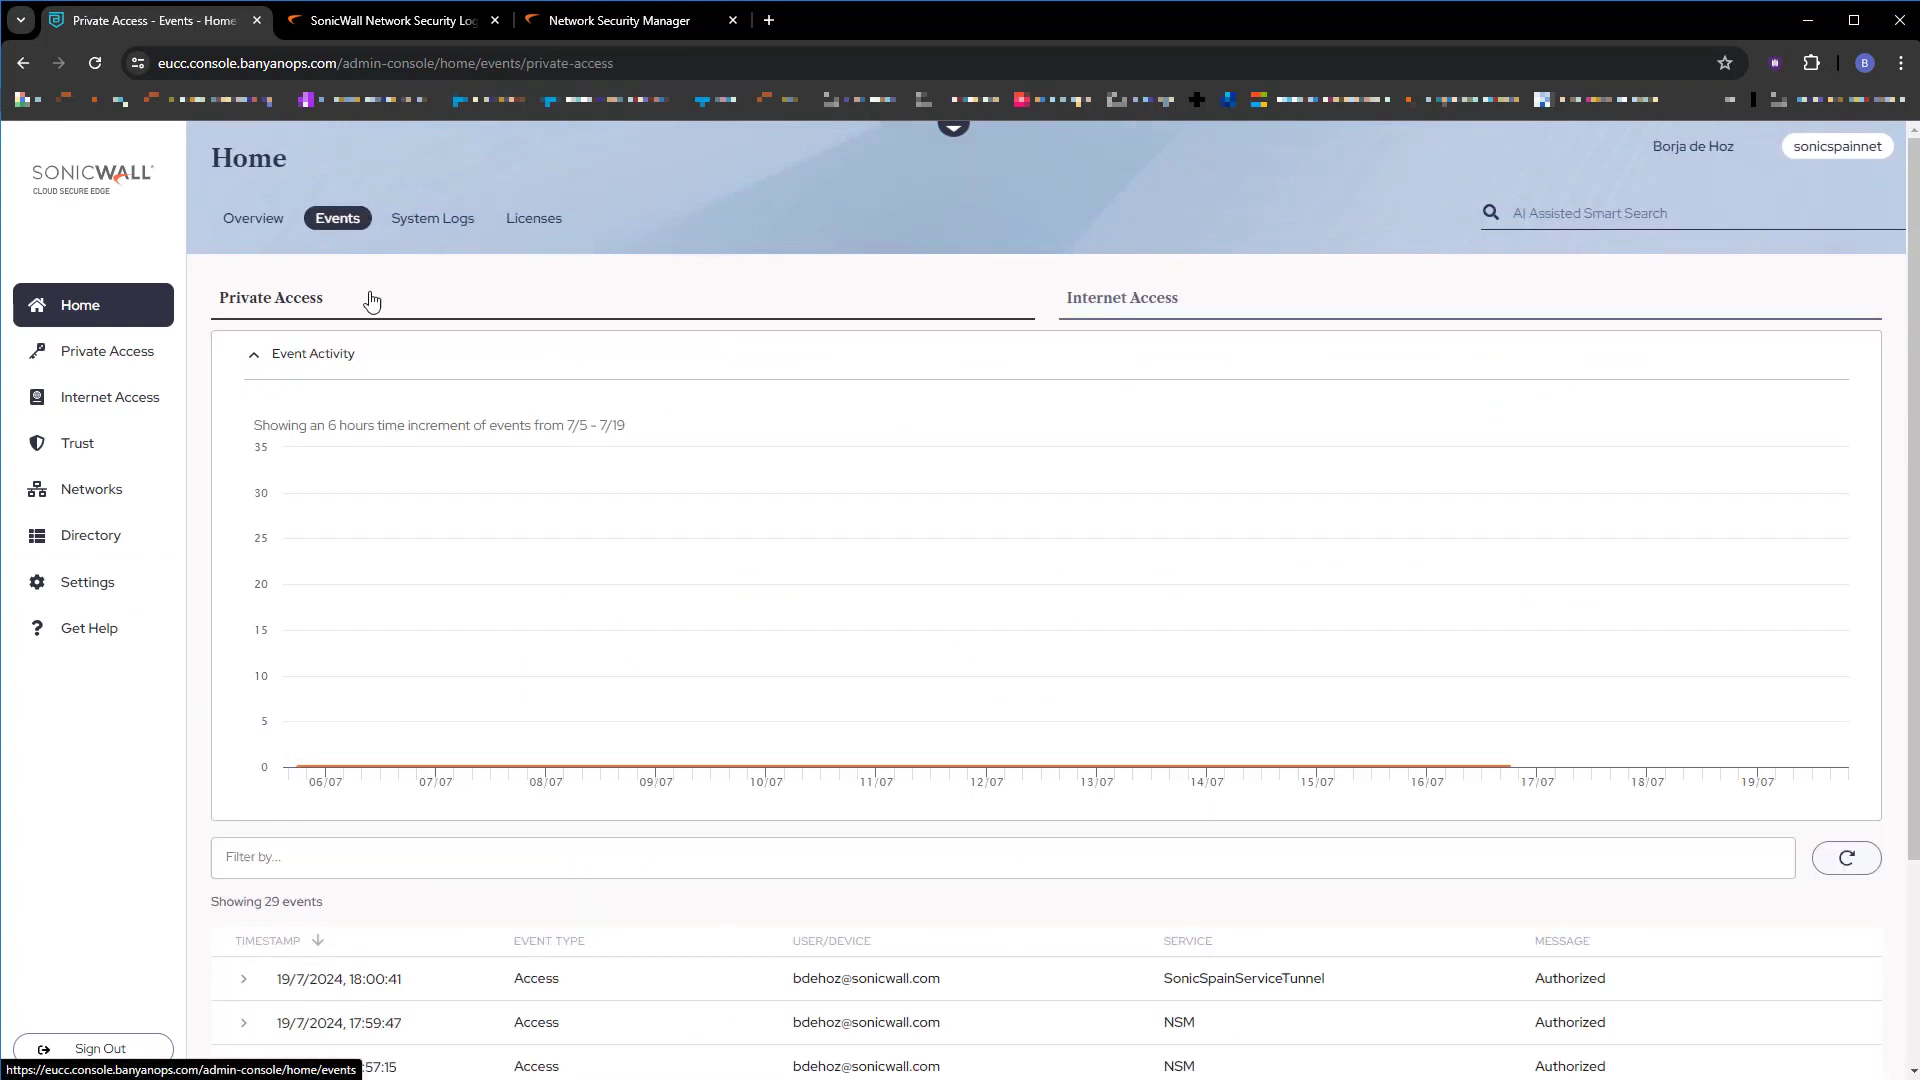 Private Access - Events - Home
SonicWall Network Security Lo
Network Security Manager
eucc.console.banyanops.com/admin-console/home/events/private-access
SONICWALL
CLOUD SECURE EDGE
Home
Borja de Hoz
sonicspainnet
Overview
Events
System Logs
Licenses
AI Assisted Smart Search
Home
Private Access
Internet Access
Trust
Networks
Directory
Settings
Get Help
Sign Out
Private Access
Internet Access
Event Activity
Showing an 6 hours time increment of events from 7/5 - 7/19
35
30
25
20
15
10
5
0
06/07 07/07 08/07 09/07 10/07 11/07 12/07 13/07 14/07 15/07 16/07 17/07 18/07 19/07
Filter by...
Showing 29 events
TIMESTAMP EVENT TYPE USER/DEVICE SERVICE MESSAGE
19/7/2024, 18:00:41 Access bdehoz@sonicwall.com SonicSpainServiceTunnel Authorized
19/7/2024, 17:59:47 Access bdehoz@sonicwall.com NSM Authorized
:57:15 Access bdehoz@sonicwall.com NSM Authorized
https://eucc.console.banyanops.com/admin-console/home/events